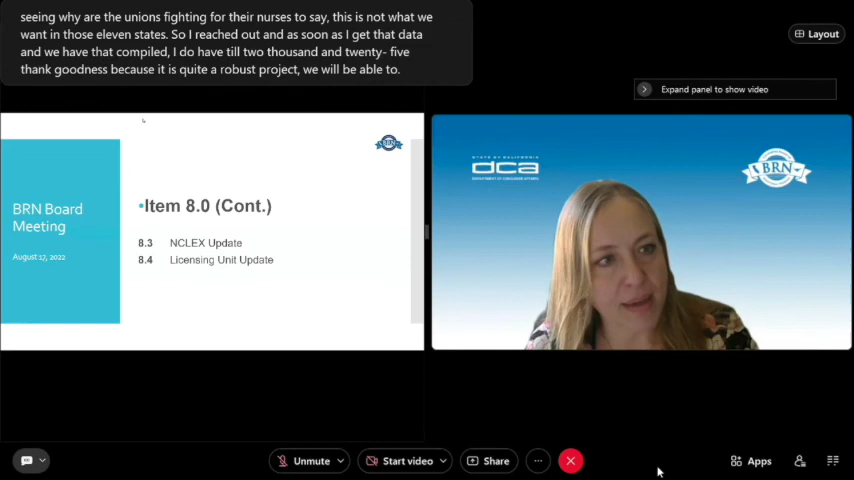 seeing why are the unions fighting for their nurses to say, this is not what we
want in those eleven states. So I reached out and as soon as I get that data
and we have that compiled, I do have till two thousand and twenty- five
thank goodness because it is quite a robust project, we will be able to.
Layout
Expand panel to show video
BRN
BRN Board
Meeting
August 17, 2022
•Item 8.0 (Cont.)
8.3 NCLEX Update
8.4 Licensing Unit Update
STATE OF CALIFORNIA
dca
DEPARTMENT OF CONSUMER AFFAIRS
BRN
Unmute
Start video
Share
Apps